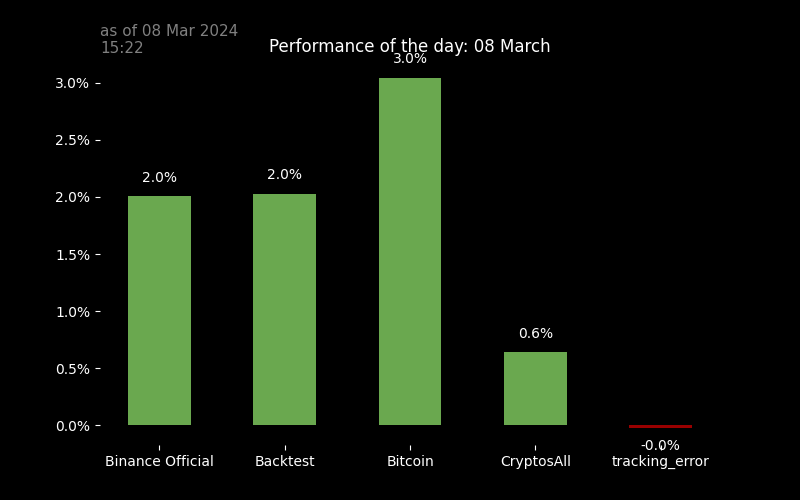 as of 08 Mar 2024
15:22
Performance of the day: 08 March
3.0%
3.0%
2.5%
2.0%
2.0%
2.0%
1.5%
1.0%
0.6%
0.5%
0.0%
-0.0%
Binance Official
Backtest
Bitcoin
CryptosAll
tracking_error